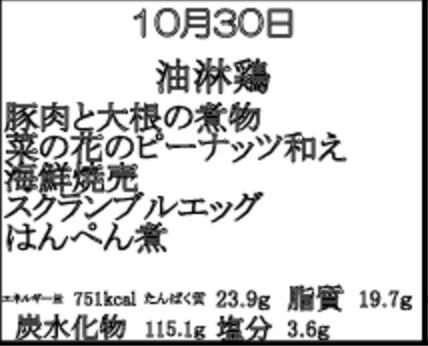 10月30日
油淋鶏
豚肉と大根の煮物
菜の花のピーナッツ和え
海鮮焼売
スクランブルエッグ
はんぺん煮
エネルギー量 751kcal たんぱく質 23.9g 脂質 19.7g
炭水化物 115.1g 塩分 3.6g